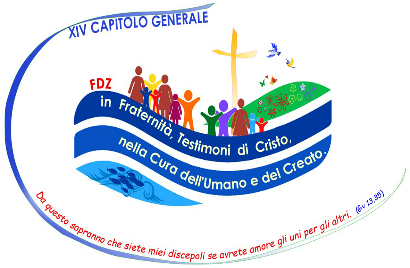 XIV CAPITOLO GENERALE
FDZ
in Fraternità, Testimoni di Cristo,
nella Cura dell'Umano e del Creato.
Da questo sapranno che siete miei discepoli se avrete amore gli uni per gli altri. (Gv 13,35)